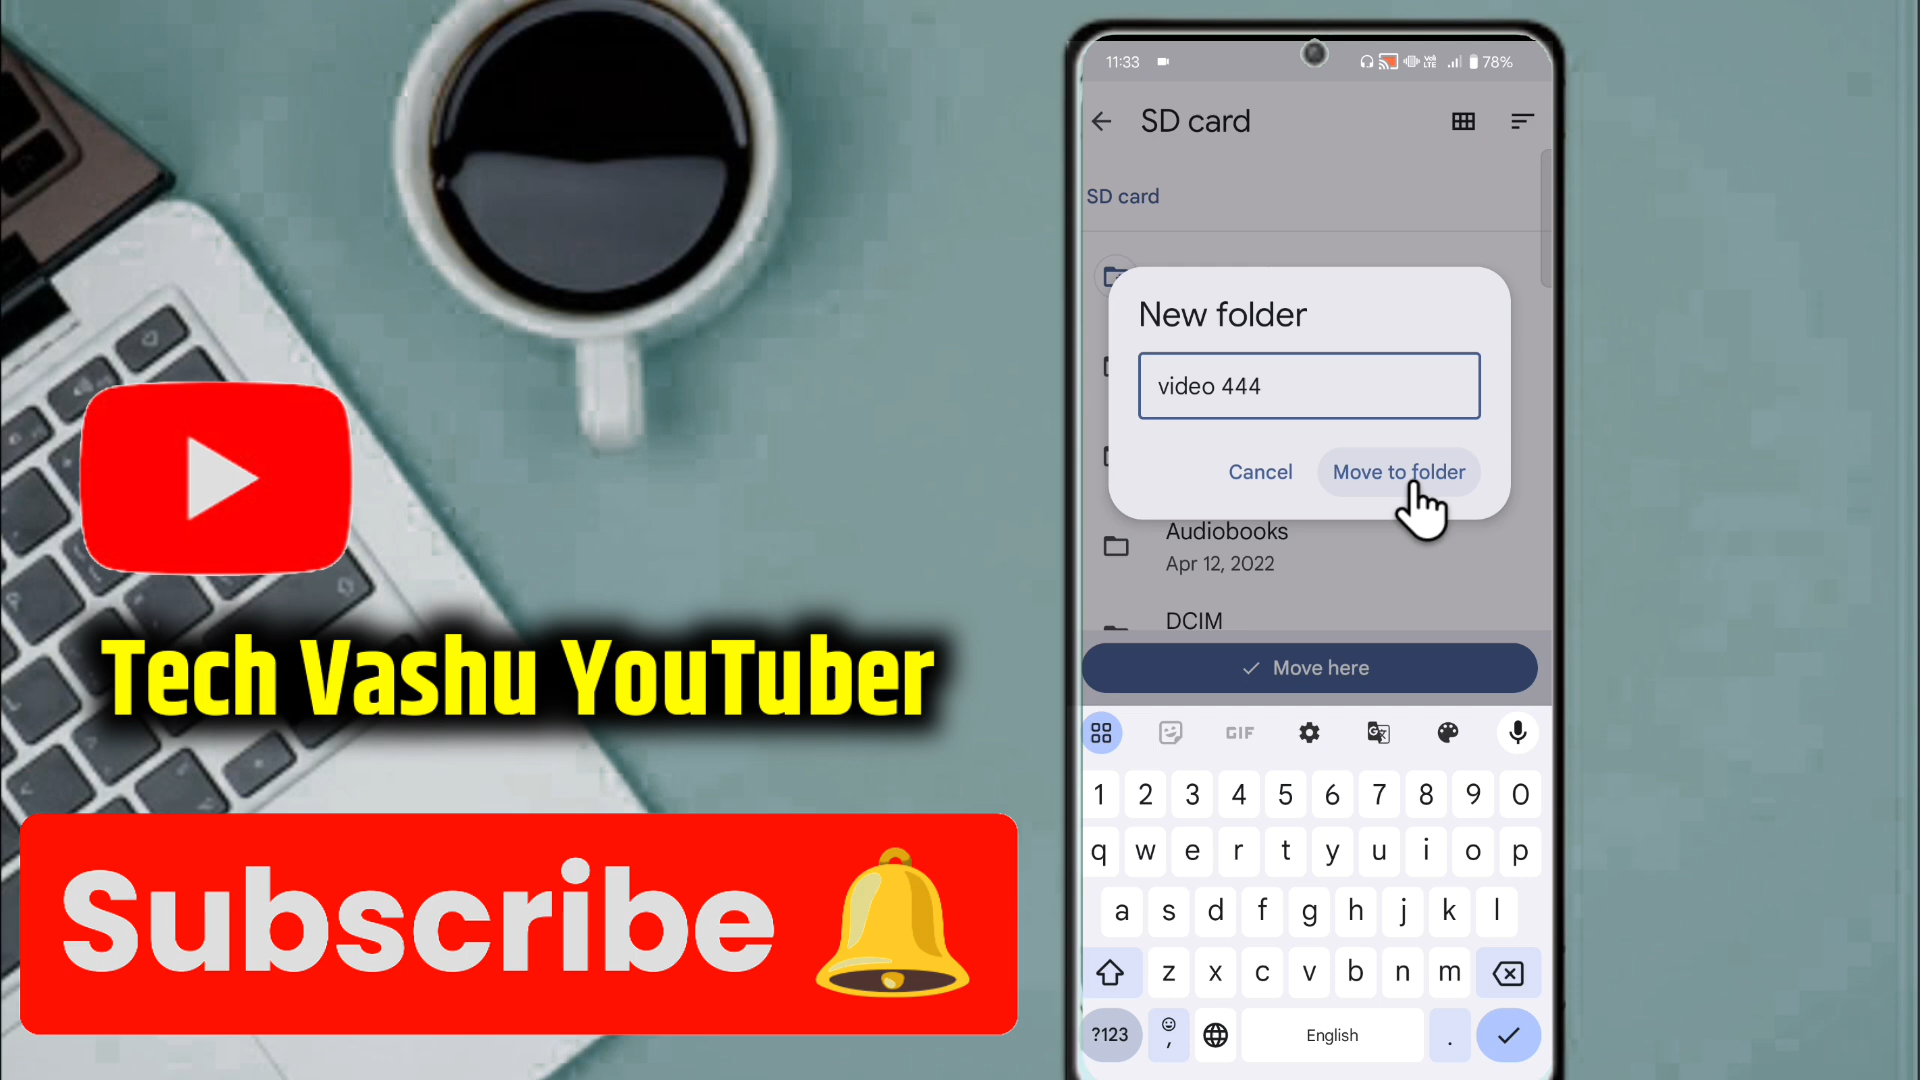 11:33
Vo)) LTE 78%
SD card
SD card
New folder
video 444
Cancel Move to folder
Audiobooks
Apr 12, 2022
DCIM
Move here
GIF
1 2 3 4 5 6 7 8 9 0
q w e r t y u i o p
a s d f g h j k l
z x c v b n m
?123 , English .
Tech Vashu YouTuber
Subscribe